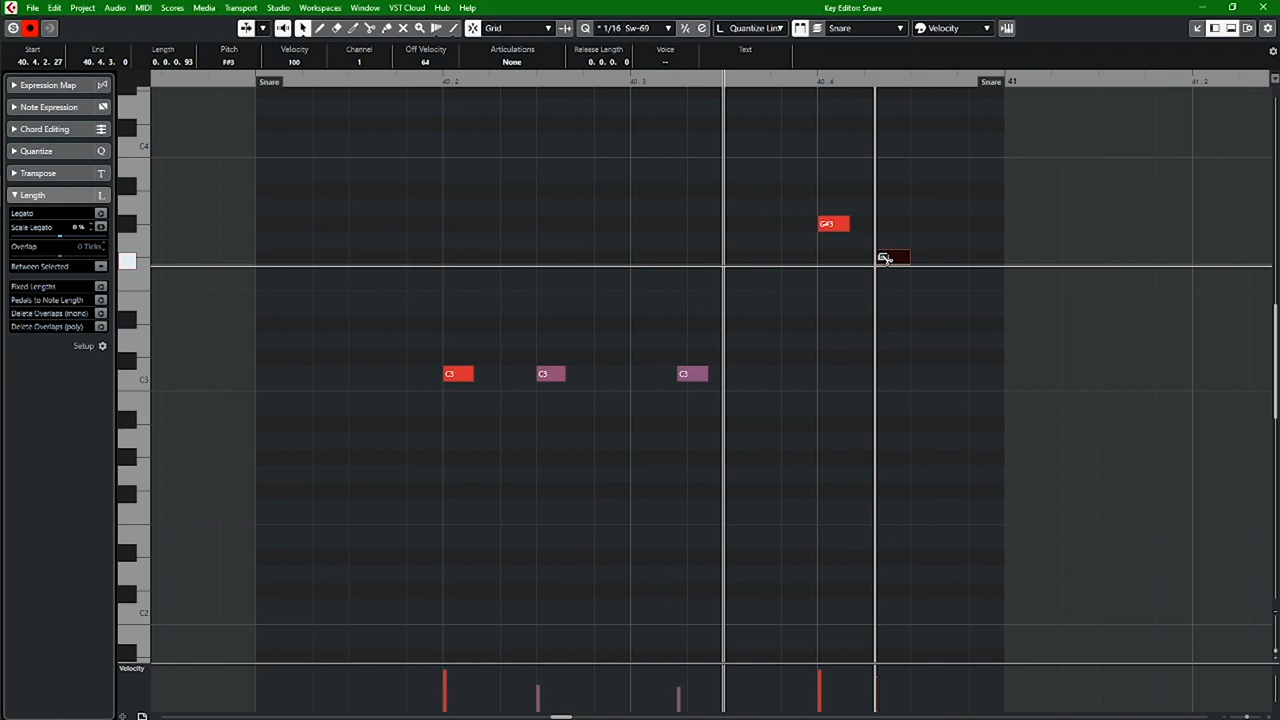 File Edit Project Audio MIDI Scores Media Transport Studio Workspaces Window VST Cloud Hub Help
Key Editor: Snare
Grid
1/16 Sw-69
Quantize Lin
Snare
Velocity
Start End Length Pitch Velocity Channel Off Velocity Articulations Release Length Voice Text
40. 4. 2. 27 40. 4. 3. 0 0. 0. 0. 93 F#3 100 1 64 None 0. 0. 0. 0 --
Expression Map
Note Expression
Chord Editing
Quantize Q
Transpose T
Length L
Legato
Scale Legato 0 %
Overlap 0 Ticks
Between Selected
Fixed Lengths
Pedals to Note Length
Delete Overlaps (mono)
Delete Overlaps (poly)
Setup
Snare 40. 2 40. 3 40. 4 Snare 41 41. 2
C4
G#3
C3
C3 C3 C3
C2
Velocity